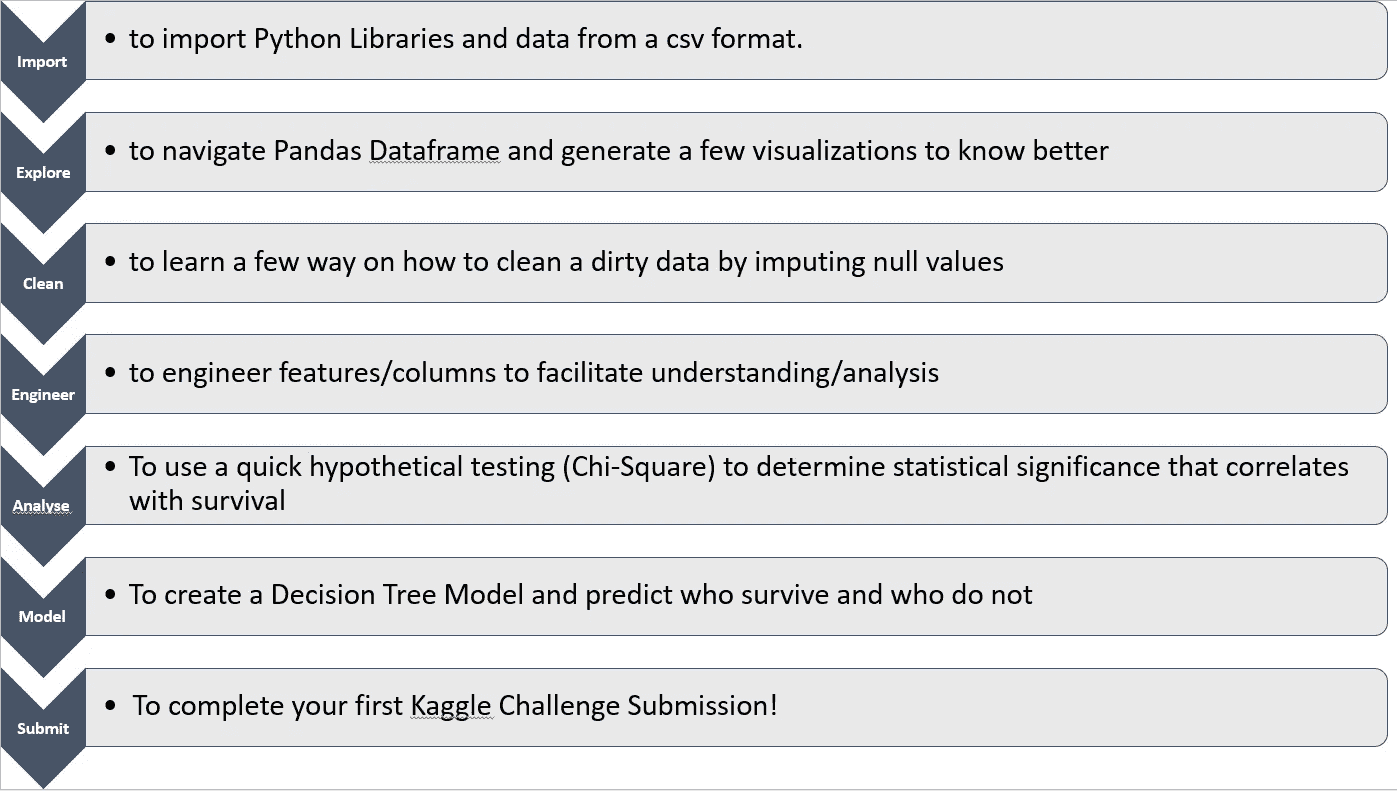 Import
• to import Python Libraries and data from a csv format.
Explore
• to navigate Pandas Dataframe and generate a few visualizations to know better
Clean
• to learn a few way on how to clean a dirty data by imputing null values
Engineer
• to engineer features/columns to facilitate understanding/analysis
Analyse
• To use a quick hypothetical testing (Chi-Square) to determine statistical significance that correlates
with survival
Model
• To create a Decision Tree Model and predict who survive and who do not
Submit
• To complete your first Kaggle Challenge Submission!